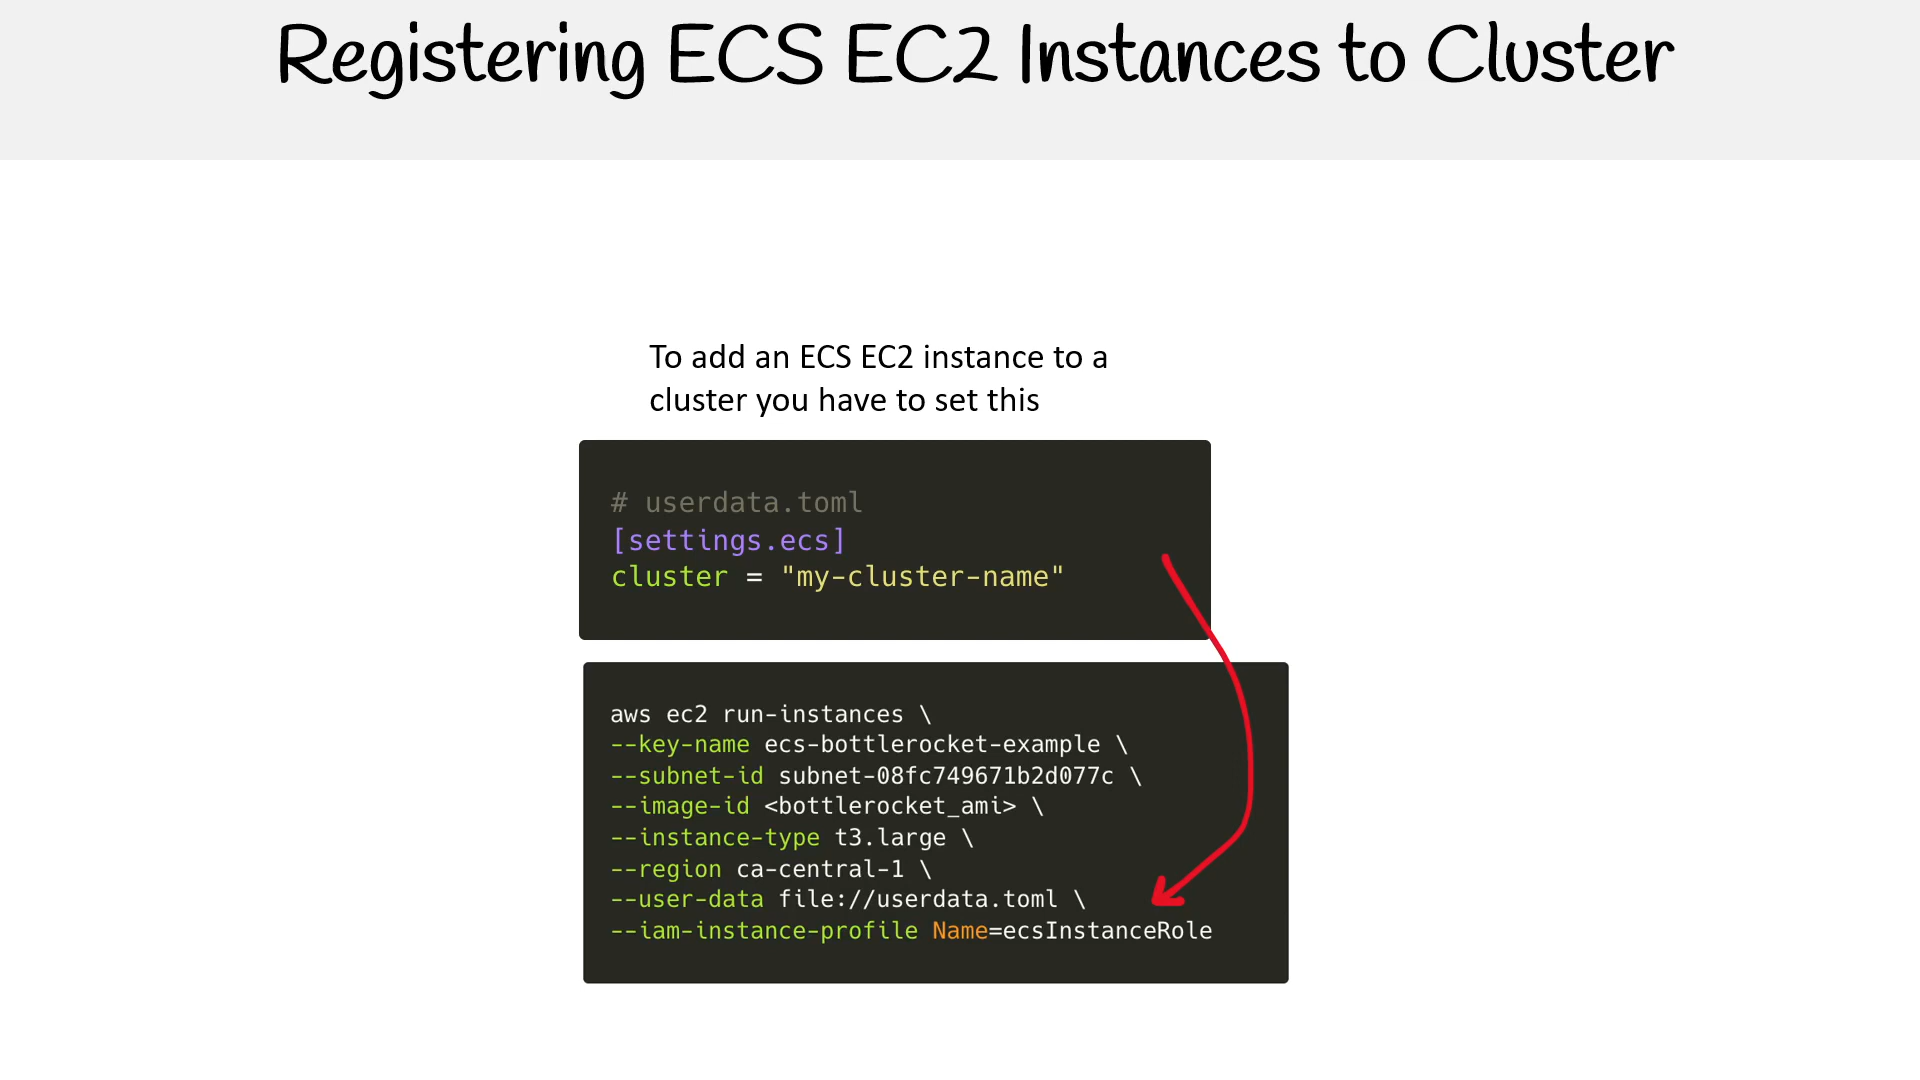 Registering ECS EC2 Instances to Cluster
To add an ECS EC2 instance to a
cluster you have to set this
# userdata.toml
[settings.ecs]
cluster = "my-cluster-name"
aws ec2 run-instances \
--key-name ecs-bottlerocket-example \
--subnet-id subnet-08fc749671b2d077c \
--image-id <bottlerocket_ami> \
--instance-type t3.large \
--region ca-central-1 \
--user-data file://userdata.toml \
--iam-instance-profile Name=ecsInstanceRole